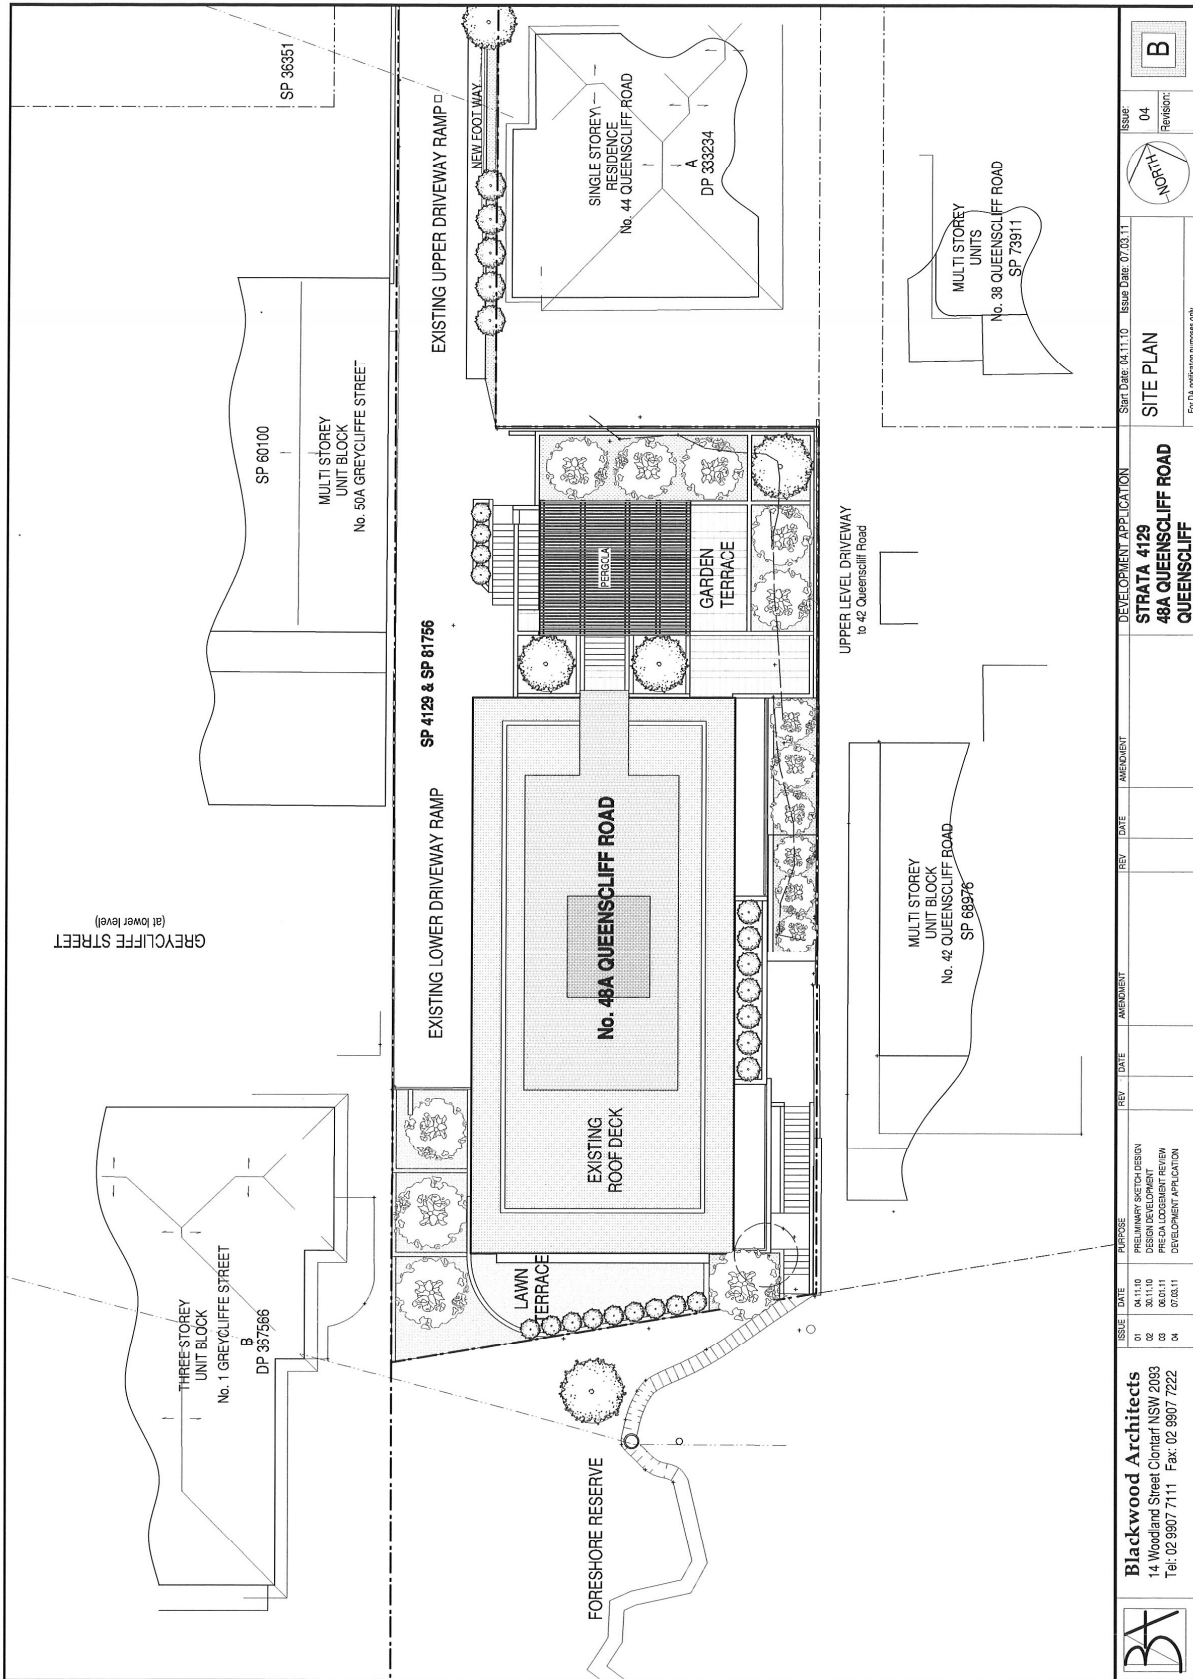 SP 36351
NEW FOOT WAY
EXISTING UPPER DRIVEWAY RAMP
SINGLE STOREY
RESIDENCE
No. 44 QUEENSCLIFF ROAD
A
DP 333234
MULTI STOREY
UNITS
No. 38 QUEENSCLIFF ROAD
SP 73911
SP 60100
MULTI STOREY
UNIT BLOCK
No. 50A GREYCLIFFE STREET
SP 4129 & SP 81756
PERGOLA
GARDEN
TERRACE
UPPER LEVEL DRIVEWAY
to 42 Queenscliff Road
GREYCLIFFE STREET
(at lower level)
EXISTING LOWER DRIVEWAY RAMP
No. 48A QUEENSCLIFF ROAD
MULTI STOREY
UNIT BLOCK
No. 42 QUEENSCLIFF ROAD
SP 68976
EXISTING
ROOF DECK
THREE STOREY
UNIT BLOCK
No. 1 GREYCLIFFE STREET
B
DP 367566
LAWN
TERRACE
FORESHORE RESERVE
BA
Blackwood Architects
14 Woodland Street Clontarf NSW 2093
Tel: 02 9907 7111 Fax: 02 9907 7222
ISSUE DATE PURPOSE
01 04.11.10 PRELIMINARY SKETCH DESIGN
02 30.11.10 DESIGN DEVELOPMENT
03 06.01.11 PRE-DA LODGEMENT REVIEW
04 07.03.11 DEVELOPMENT APPLICATION
REV DATE AMENDMENT
REV DATE AMENDMENT
DEVELOPMENT APPLICATION
STRATA 4129
48A QUEENSCLIFF ROAD
QUEENSCLIFF
Start Date: 04.11.10 Issue Date: 07.03.11
SITE PLAN
For DA notification purposes only
NORTH
Issue:
04
Revision:
B